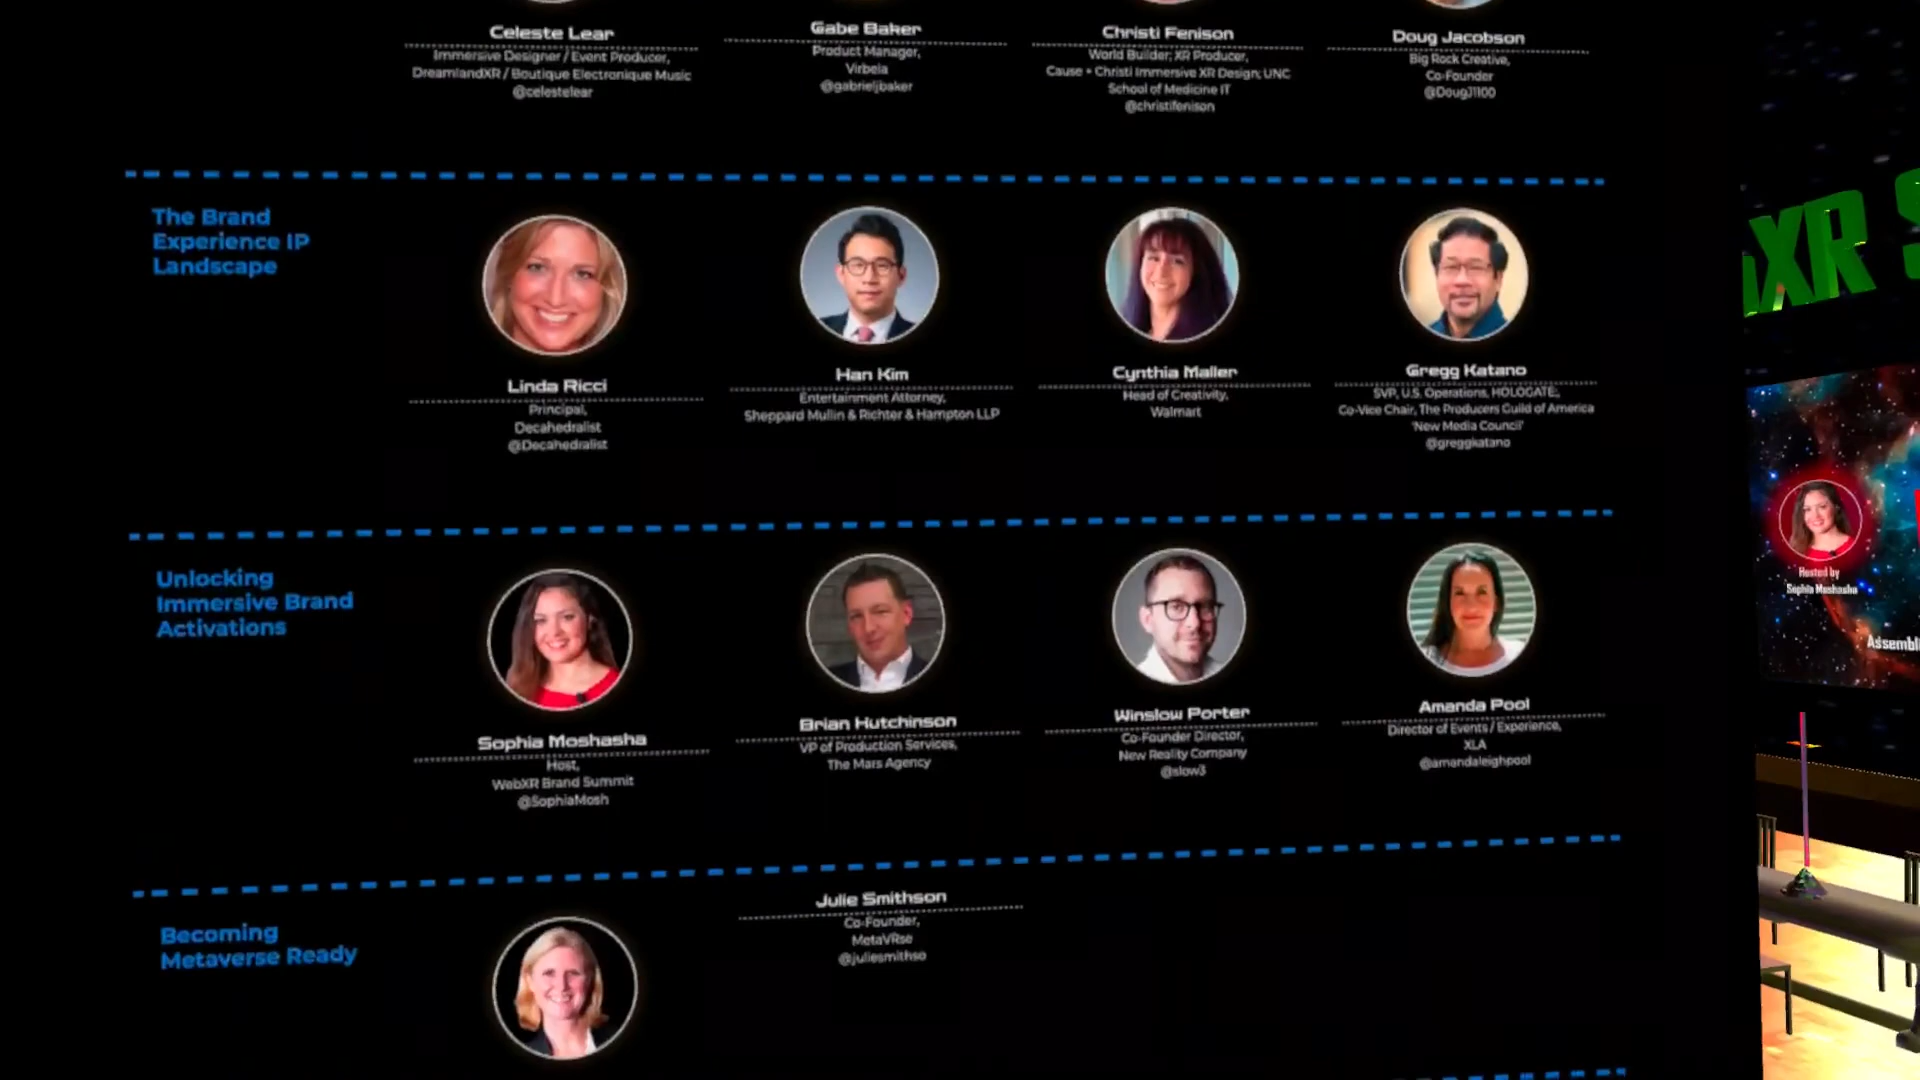 Celeste Lear
Immersive Designer / Event Producer,
DreamlandXR / Boutique Electronique Music
@celestelear
Gabe Baker
Product Manager,
Virbela
@gabrieljbaker
Christi Fenison
World Builder; XR Producer,
Cause + Christi Immersive XR Design; UNC
School of Medicine IT
@christifenison
Doug Jacobson
Big Rock Creative,
Co-Founder
@DougJ1100
The Brand
Experience IP
Landscape
Linda Ricci
Principal,
Decahedralist
@Decahedralist
Han Kim
Entertainment Attorney,
Sheppard Mullin & Richter & Hampton LLP
Cynthia Maller
Head of Creativity,
Walmart
Gregg Katano
SVP, U.S. Operations, HOLOGATE;,
Co-Vice Chair, The Producers Guild of America
'New Media Council'
@greggkatano
Unlocking
Immersive Brand
Activations
Sophia Moshasha
Host,
WebXR Brand Summit
@SophiaMosh
Brian Hutchinson
VP of Production Services,
The Mars Agency
Winslow Porter
Co-Founder Director,
New Reality Company
@slow3
Amanda Pool
Director of Events / Experience,
XLA
@amandaleighpool
Becoming
Metaverse Ready
Julie Smithson
Co-Founder,
MetaVRse
@juliesmithso
XR S
Hosted by
Sophia Moshasha
Assembl